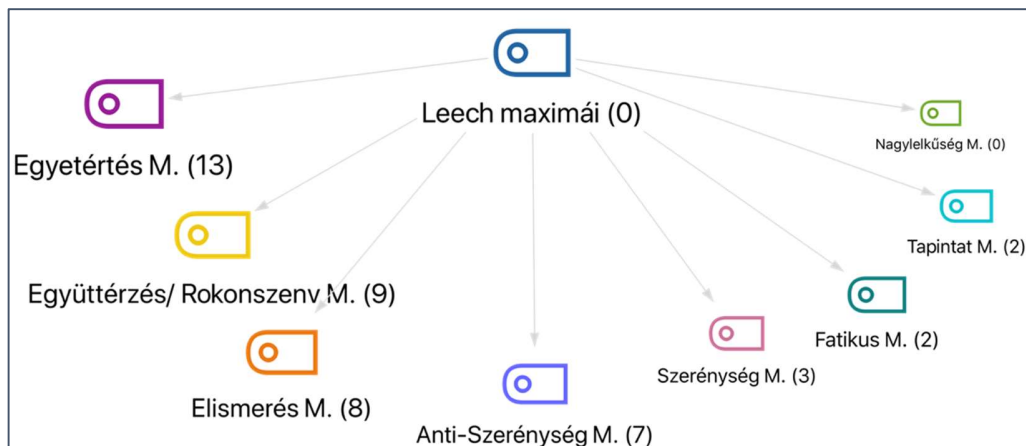 Leech maximái (0)
Egyetértés M. (13)
Együttérzés/ Rokonszenv M. (9)
Elismerés M. (8)
Anti-Szerénység M. (7)
Szerénység M. (3)
Fatikus M. (2)
Tapintat M. (2)
Nagylelkűség M. (0)